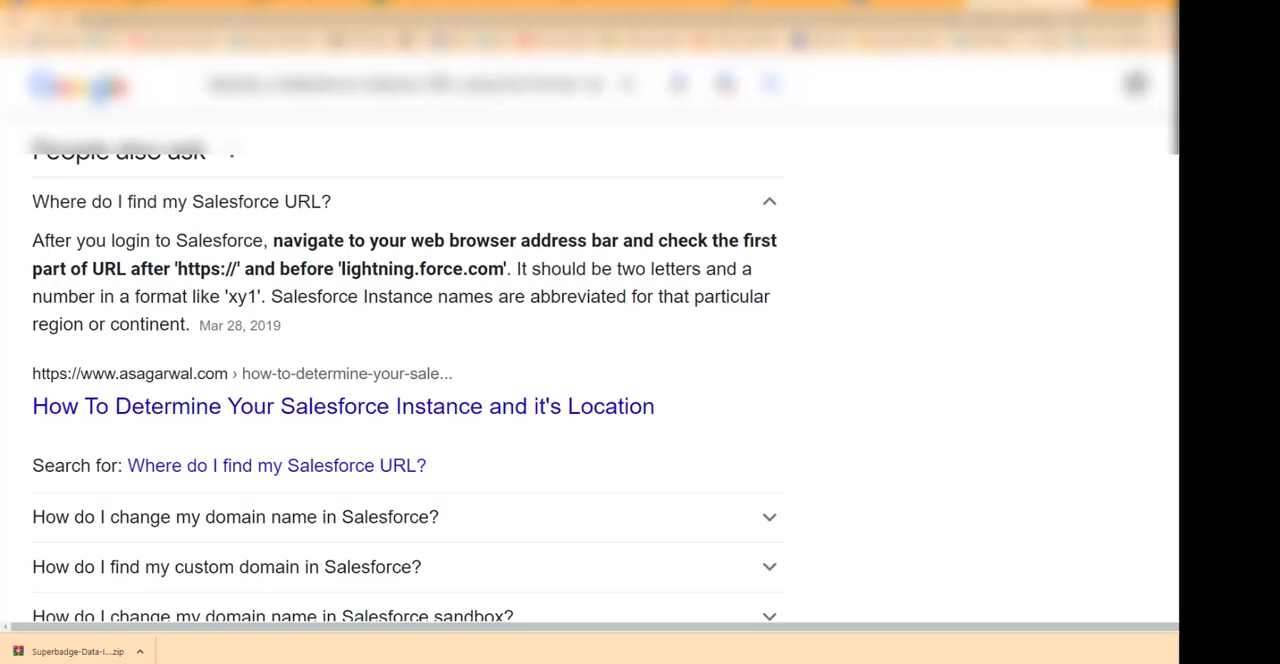 People also ask
Where do I find my Salesforce URL?
After you login to Salesforce, navigate to your web browser address bar and check the first
part of URL after 'https://' and before 'lightning.force.com'. It should be two letters and a
number in a format like 'xy1'. Salesforce Instance names are abbreviated for that particular
region or continent. Mar 28, 2019
https://www.asagarwal.com › how-to-determine-your-sale...
How To Determine Your Salesforce Instance and it's Location
Search for: Where do I find my Salesforce URL?
How do I change my domain name in Salesforce?
How do I find my custom domain in Salesforce?
How do I change my domain name in Salesforce sandbox?
Superbadge-Data-I....zip